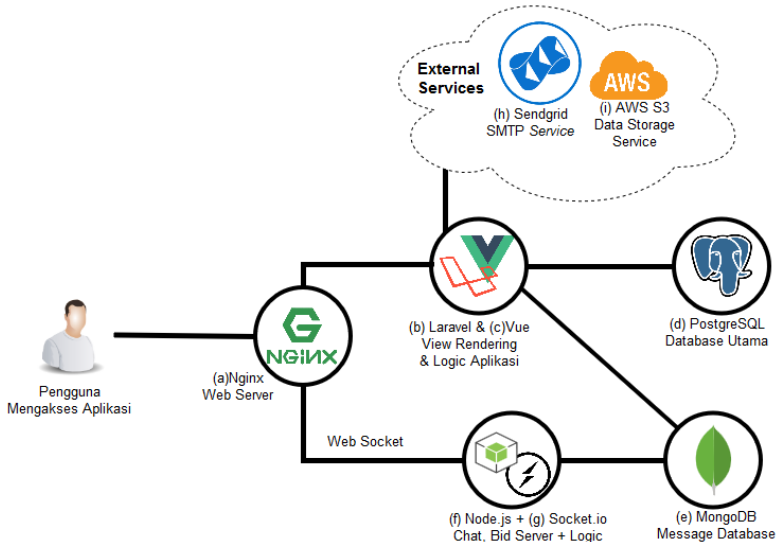 External
Services
(h) Sendgrid
SMTP Service
AWS
(i) AWS S3
Data Storage
Service
(b) Laravel & (c)Vue
View Rendering
& Logic Aplikasi
(d) PostgreSQL
Database Utama
NGINX
(a)Nginx
Web Server
Pengguna
Mengakses Aplikasi
Web Socket
(f) Node.js + (g) Socket.io
Chat, Bid Server + Logic
(e) MongoDB
Message Database